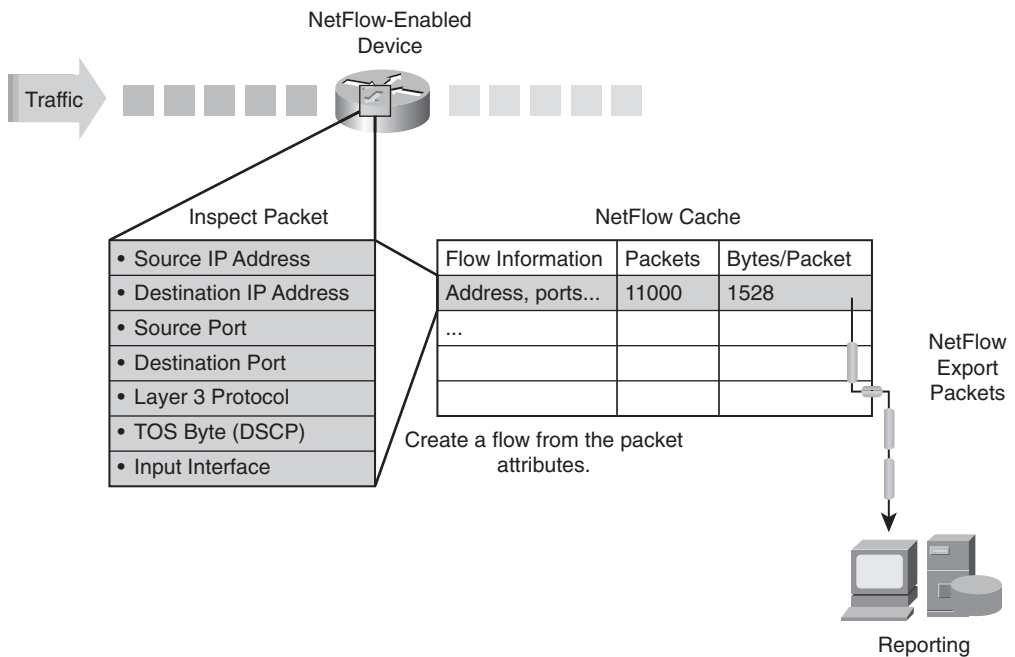 NetFlow-Enabled
Device
Traffic
Inspect Packet
• Source IP Address
• Destination IP Address
• Source Port
• Destination Port
• Layer 3 Protocol
• TOS Byte (DSCP)
• Input Interface
NetFlow Cache
Flow Information Packets Bytes/Packet
Address, ports... 11000 1528
...
Create a flow from the packet
attributes.
NetFlow
Export
Packets
Reporting